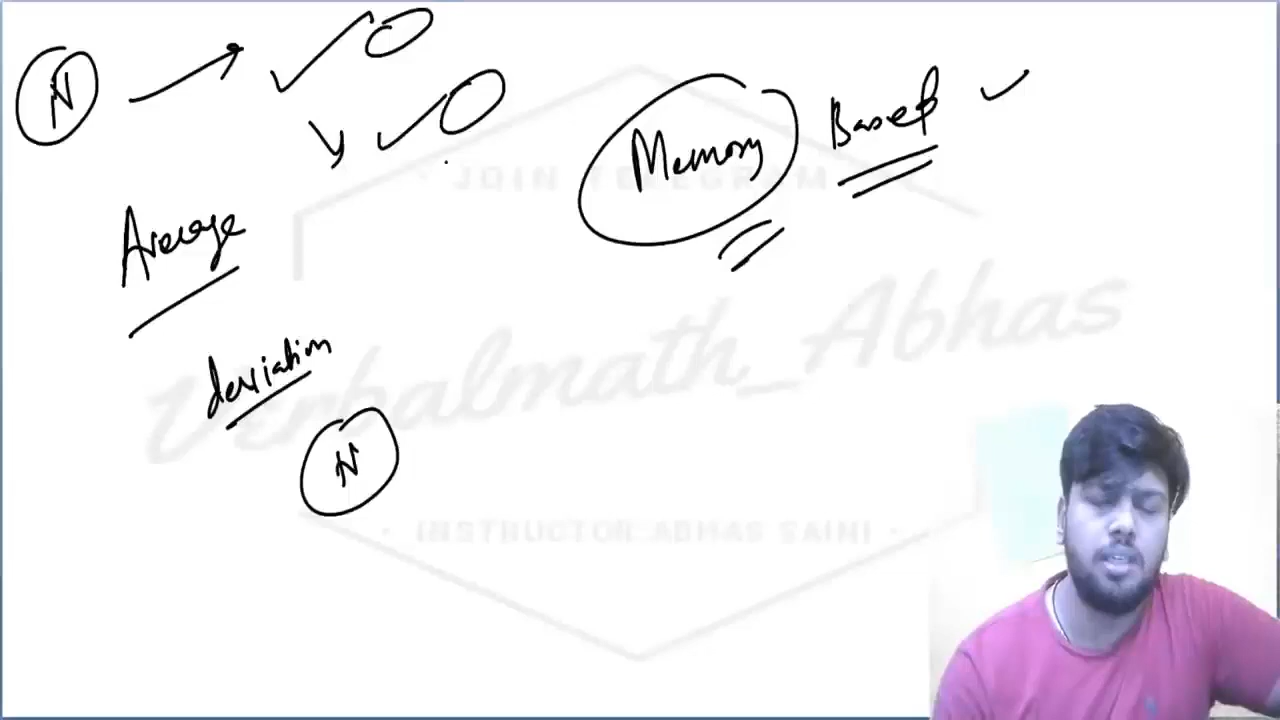 N
Memory Based
JOIN TELEGRAM
Average
Verbalmath_Abhas
deviation
N
· INSTRUCTOR ABHAS SAINI ·